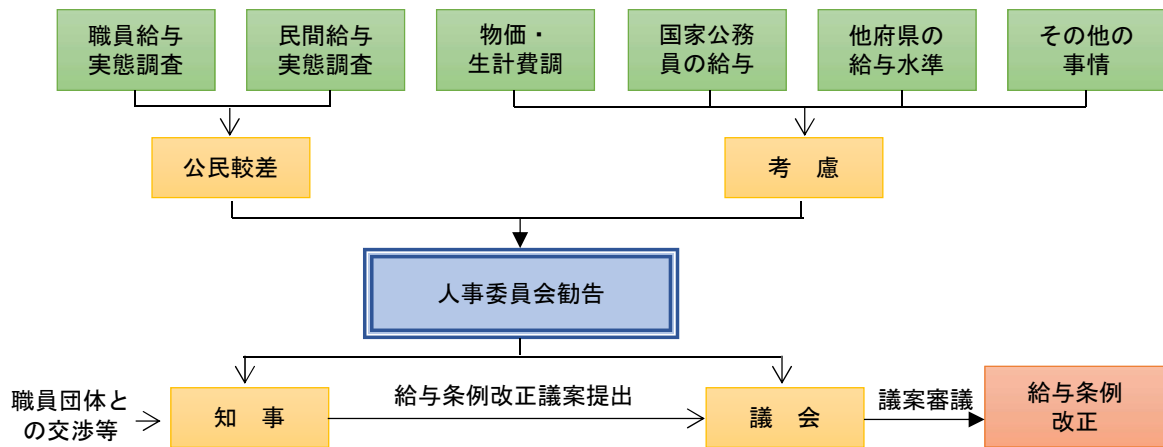 職員給与
実態調査
民間給与
実態調査
物価・
生計費調
国家公務
員の給与
他府県の
給与水準
その他の
事情
公民較差
考　慮
人事委員会勧告
職員団体と
の交渉等
知　事
給与条例改正議案提出
議　会
議案審議
給与条例
改正